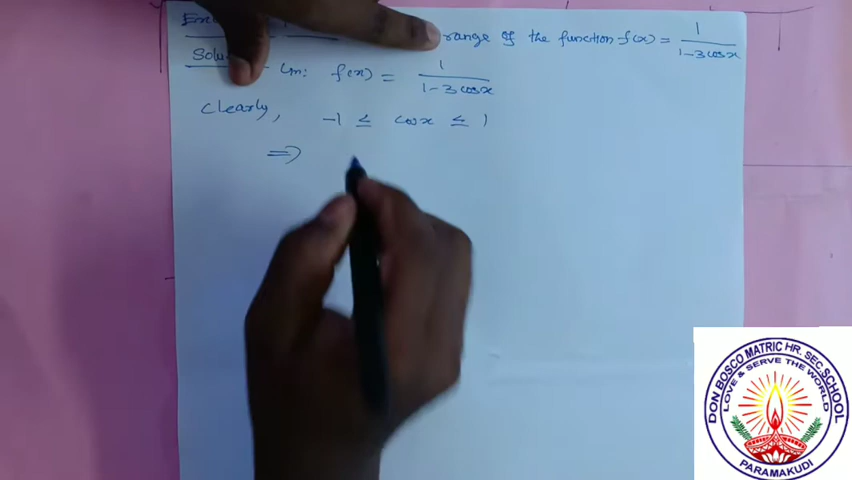 range of the function f(x) = 1/(1-3cosx)
Soln:
Gn: f(x) = 1/(1-3cosx)
Clearly, -1 ≤ cosx ≤ 1
⇒
DON BOSCO MATRIC HR. SEC. SCHOOL
LOVE & SERVE THE WORLD
PARAMAKUDI